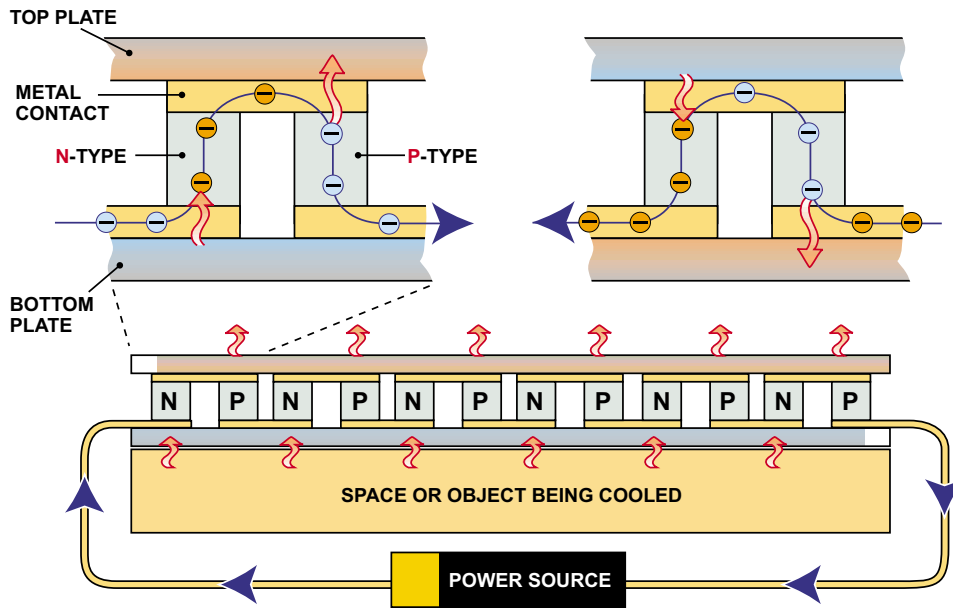 TOP PLATE
METAL
CONTACT
N-TYPE
P-TYPE
BOTTOM
PLATE
N P N P N P N P N P N P
SPACE OR OBJECT BEING COOLED
POWER SOURCE